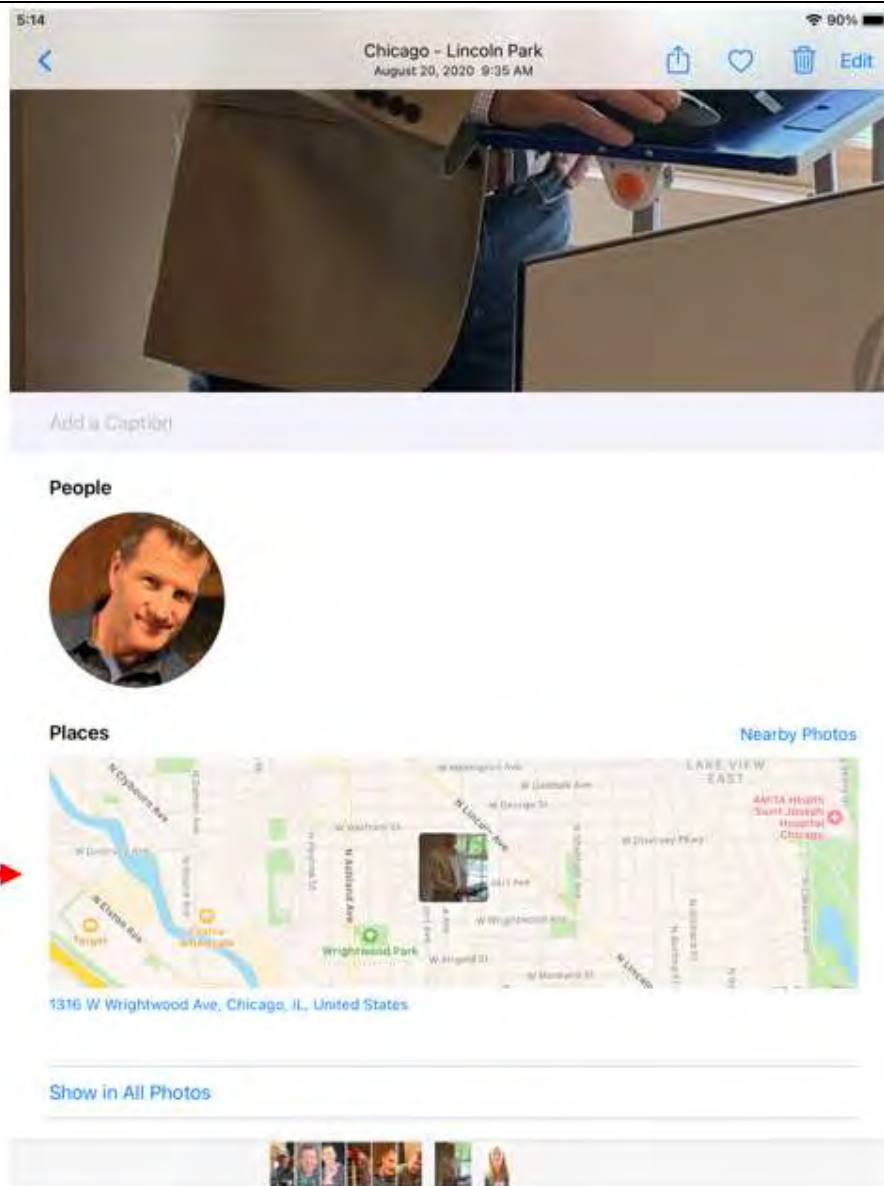 5:14
90%
Chicago - Lincoln Park
August 20, 2020 9:35 AM
Edit
Add a Caption
People
Places
Nearby Photos
N Clybourn Ave
LAKE VIEW
EAST
N Lincoln Ave
W George St
AMITA Health
Saint Joseph
Hospital
Chicago
W Diversey Pkwy
N Ashland Ave
N Elston Ave
Target
W Wrightwood Ave
Wrightwood Park
1316 W Wrightwood Ave, Chicago, IL, United States
Show in All Photos